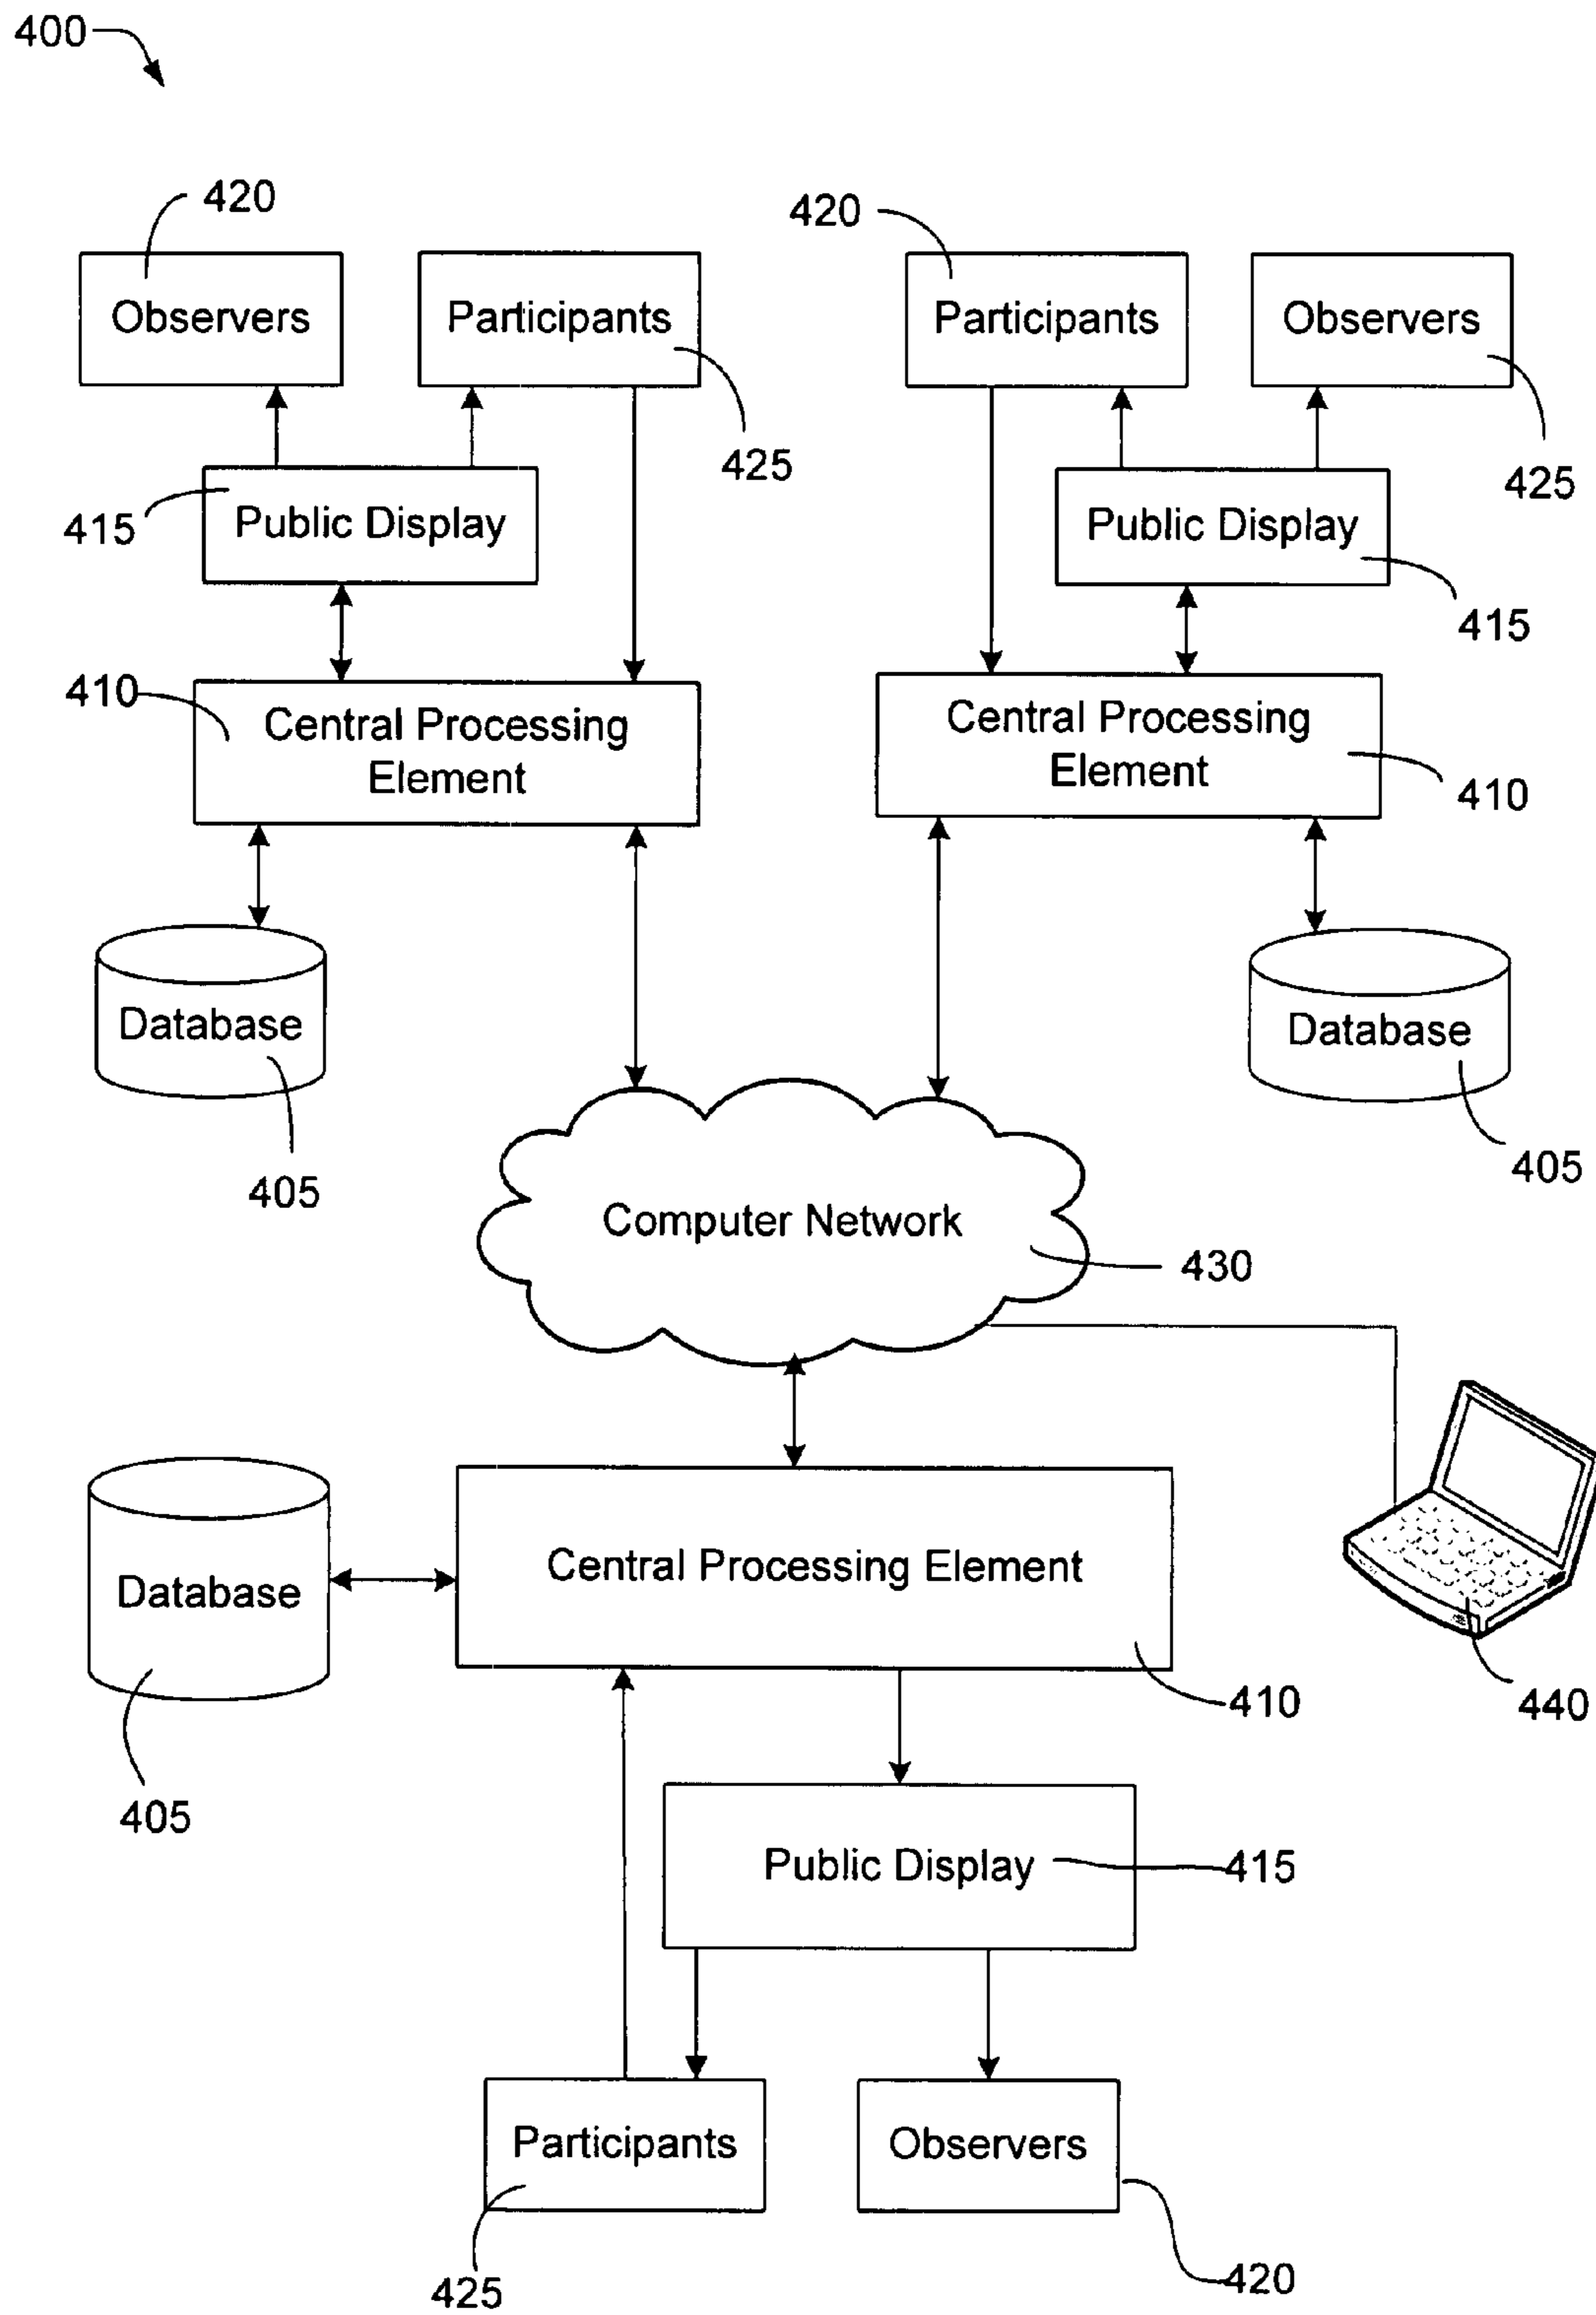 400
420
420
Observers
Participants
Participants
Observers
425
425
415
Public Display
Public Display
415
410
Central Processing
Element
Central Processing
Element
410
Database
Database
405
405
Computer Network
430
Central Processing Element
Database
410
440
405
Public Display
415
Participants
Observers
425
420